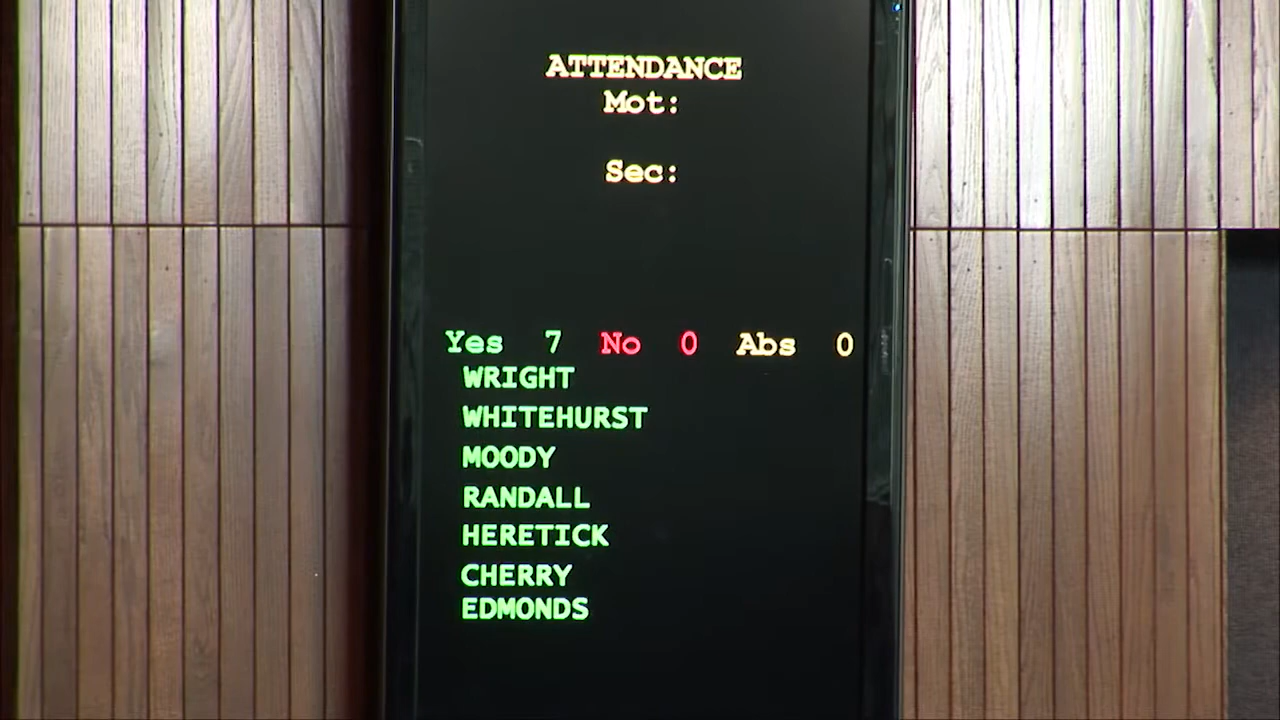 ATTENDANCE
Mot:
Sec:
Yes 7 No 0 Abs 0
WRIGHT
WHITEHURST
MOODY
RANDALL
HERETICK
CHERRY
EDMONDS